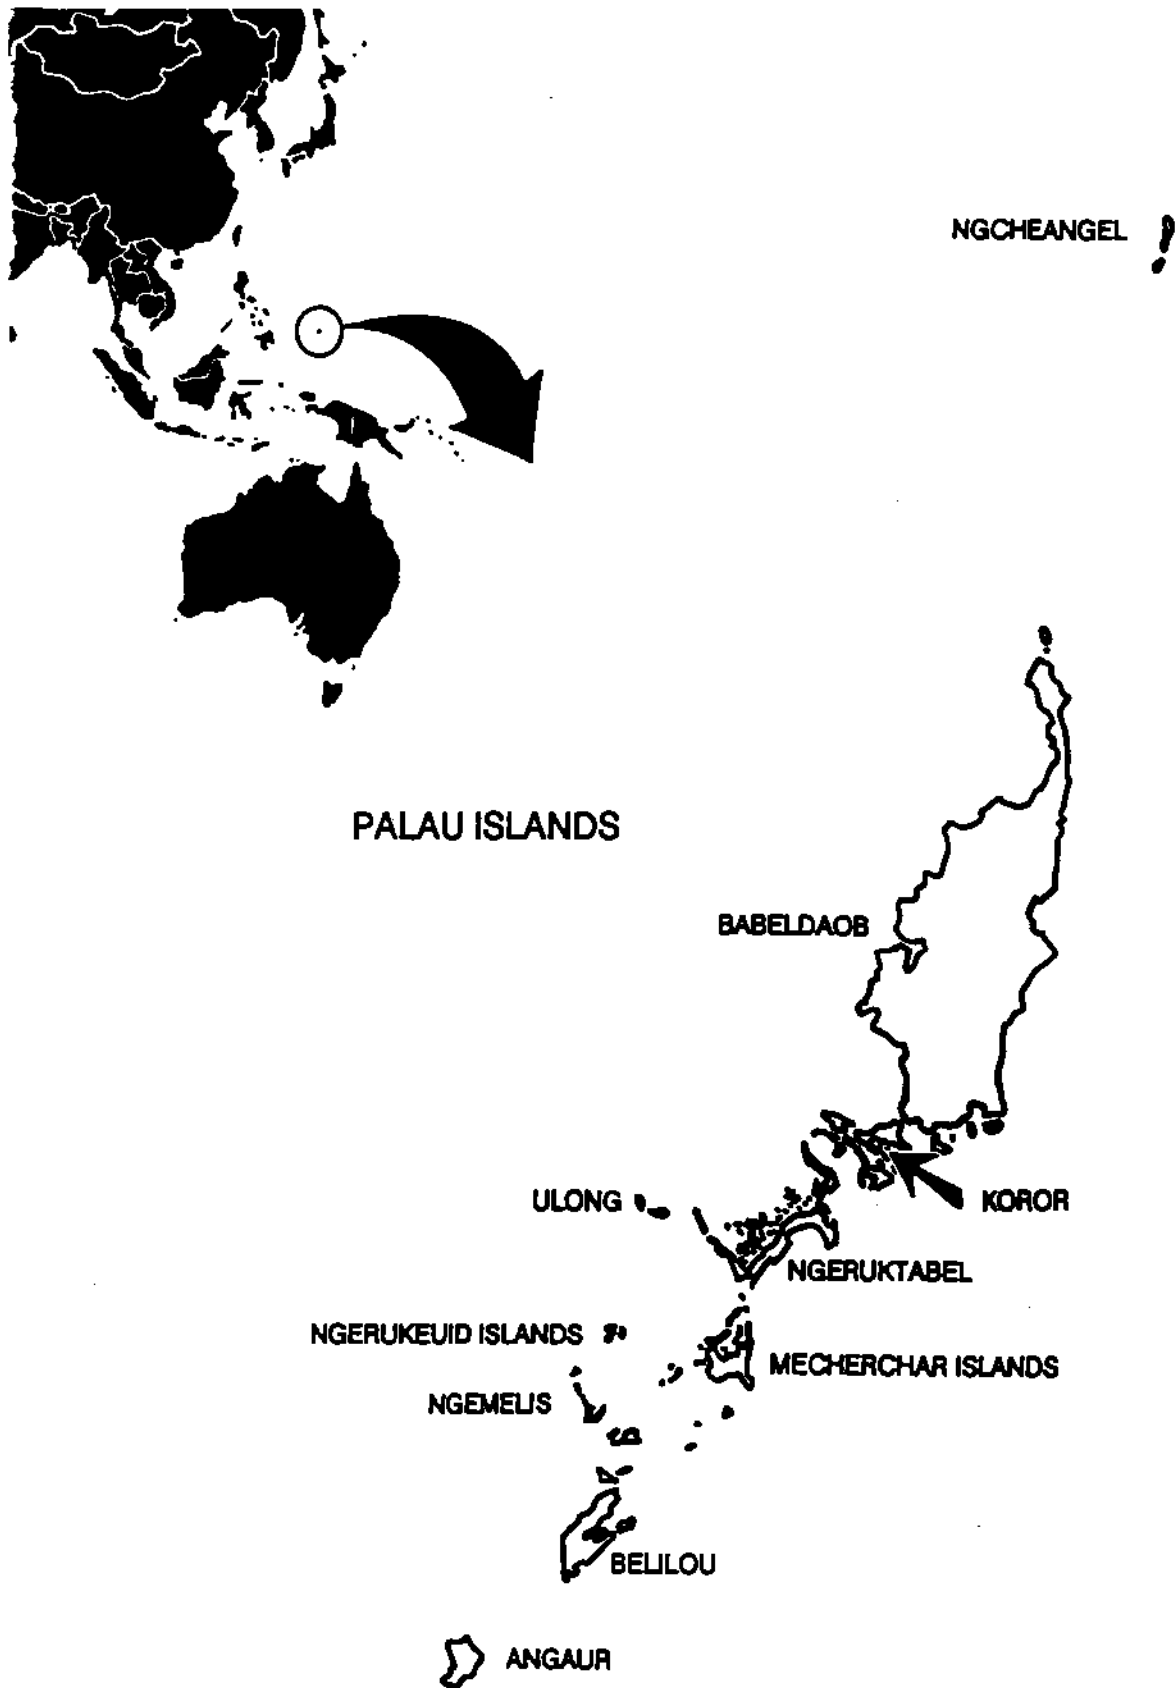 NGCHEANGEL
PALAU ISLANDS
BABELDAOB
ULONG
KOROR
NGERUKTABEL
NGERUKEUID ISLANDS
MECHERCHAR ISLANDS
NGEMELIS
BELILOU
ANGAUR